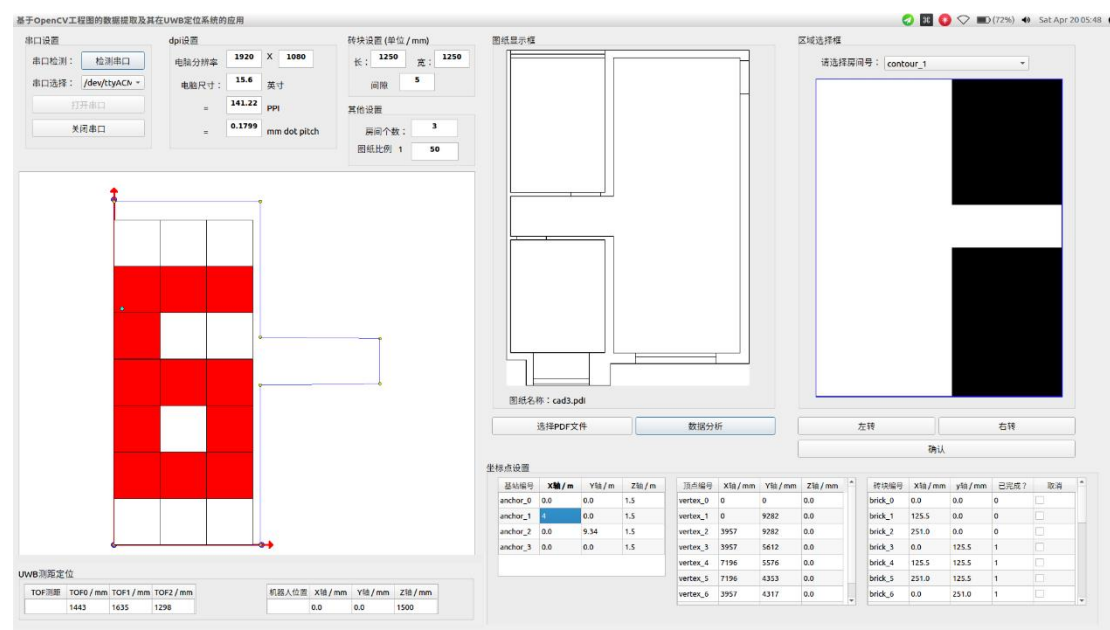 基于OpenCV工程图的数据提取及其在UWB定位系统的应用
(72%) Sat Apr 20 05:48
串口设置
串口检测： 检测串口
串口选择： /dev/ttyACM
打开串口
关闭串口
dpi设置
电脑分辨率 1920 X 1080
电脑尺寸： 15.6 英寸
= 141.22 PPI
= 0.1799 mm dot pitch
砖块设置 (单位 / mm)
长： 1250 宽： 1250
间隙 5
其他设置
房间个数： 3
图纸比例 1 50
图纸显示框
图纸名称：cad3.pdf
选择PDF文件 数据分析
区域选择框
请选择房间号： contour_1
左转 右转
确认
坐标点设置
基站编号 X轴 / m Y轴 / m Z轴 / m
anchor_0 0.0 0.0 1.5
anchor_1 4 0.0 1.5
anchor_2 0.0 9.34 1.5
anchor_3 0.0 0.0 1.5
顶点编号 X轴 / mm Y轴 / mm Z轴 / mm
vertex_0 0 0 0.0
vertex_1 0 9282 0.0
vertex_2 3957 9282 0.0
vertex_3 3957 5612 0.0
vertex_4 7196 5576 0.0
vertex_5 7196 4353 0.0
vertex_6 3957 4317 0.0
砖块编号 X轴 / mm y轴 / mm 已完成？ 取消
brick_0 0.0 0.0 0
brick_1 125.5 0.0 0
brick_2 251.0 0.0 0
brick_3 0.0 125.5 1
brick_4 125.5 125.5 1
brick_5 251.0 125.5 1
brick_6 0.0 251.0 1
UWB测距定位
TOF测距 TOF0 / mm TOF1 / mm TOF2 / mm
1443 1635 1298
机器人位置 X轴 / mm Y轴 / mm Z轴 / mm
0.0 0.0 1500